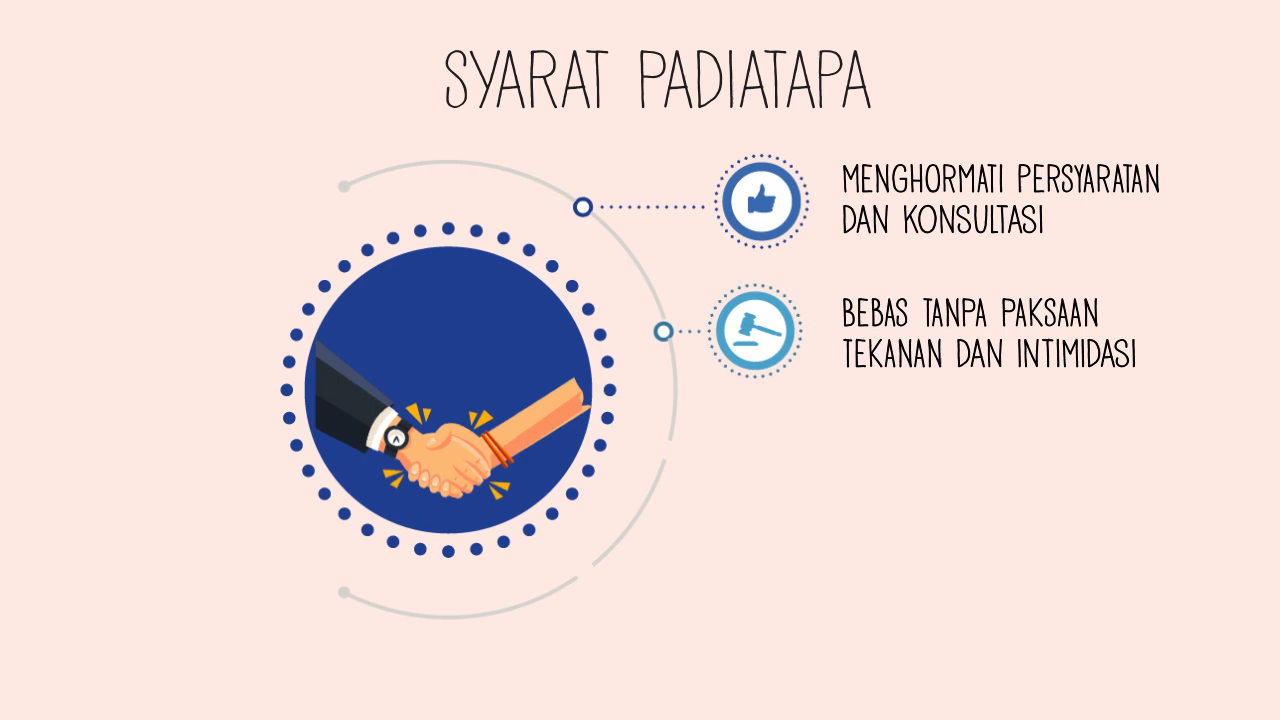 SYARAT PADIATAPA
MENGHORMATI PERSYARATAN
DAN KONSULTASI
BEBAS TANPA PAKSAAN
TEKANAN DAN INTIMIDASI